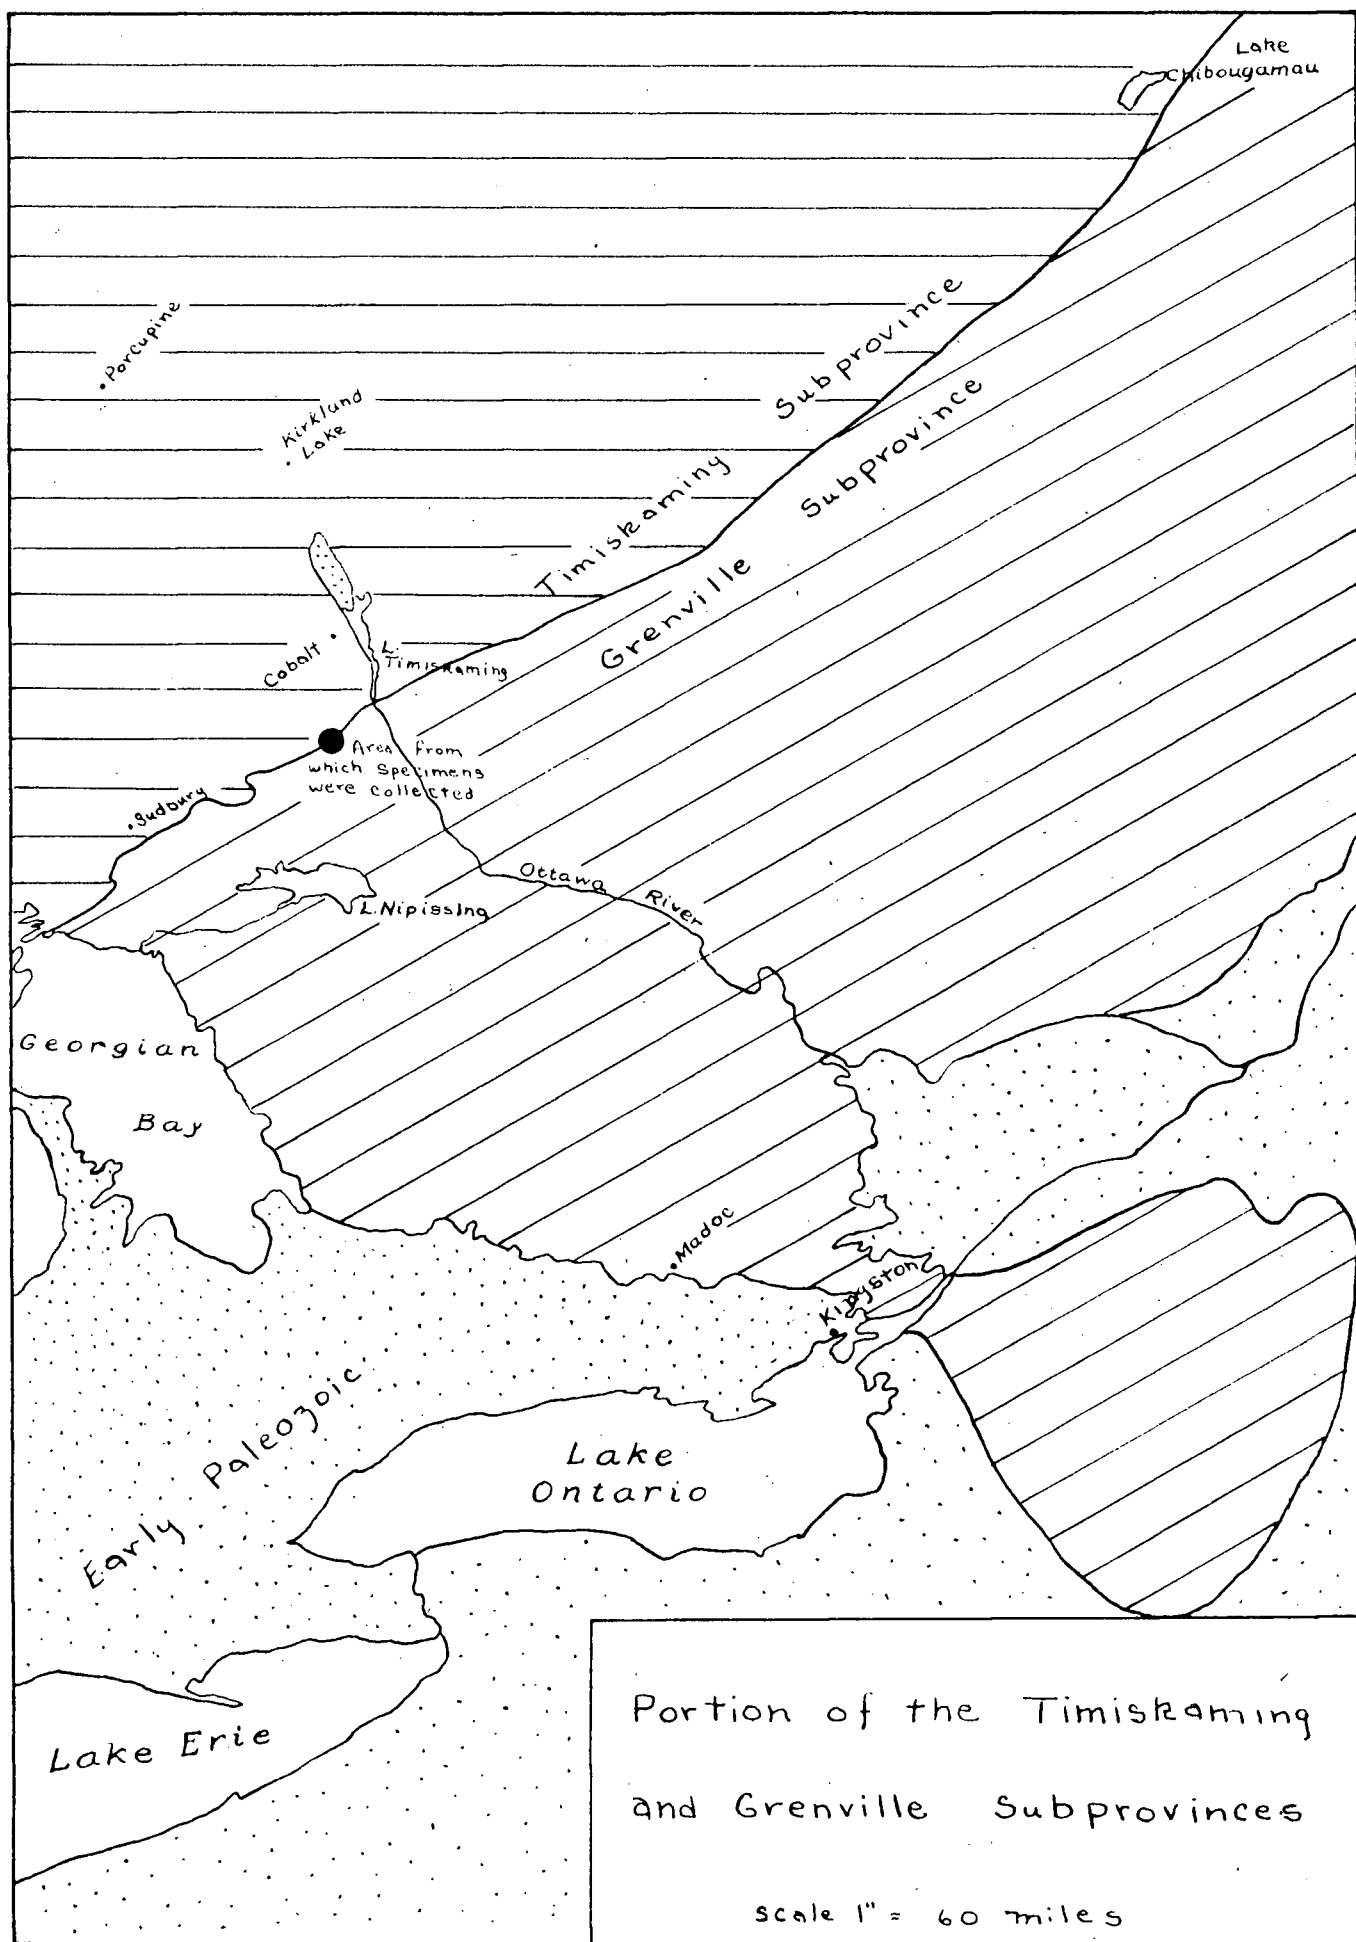 Lake
Chibougamau
Porcupine
Kirkland
Lake
Timiskaming Subprovince
Grenville Subprovince
Cobalt
L.
Timiskaming
Area from
which Specimens
were collected
Sudbury
Ottawa River
L. Nipissing
Georgian
Bay
Madoc
Kingston
Early Paleozoic
Lake
Ontario
Lake Erie
Portion of the Timiskaming
and Grenville Subprovinces
scale 1" = 60 miles